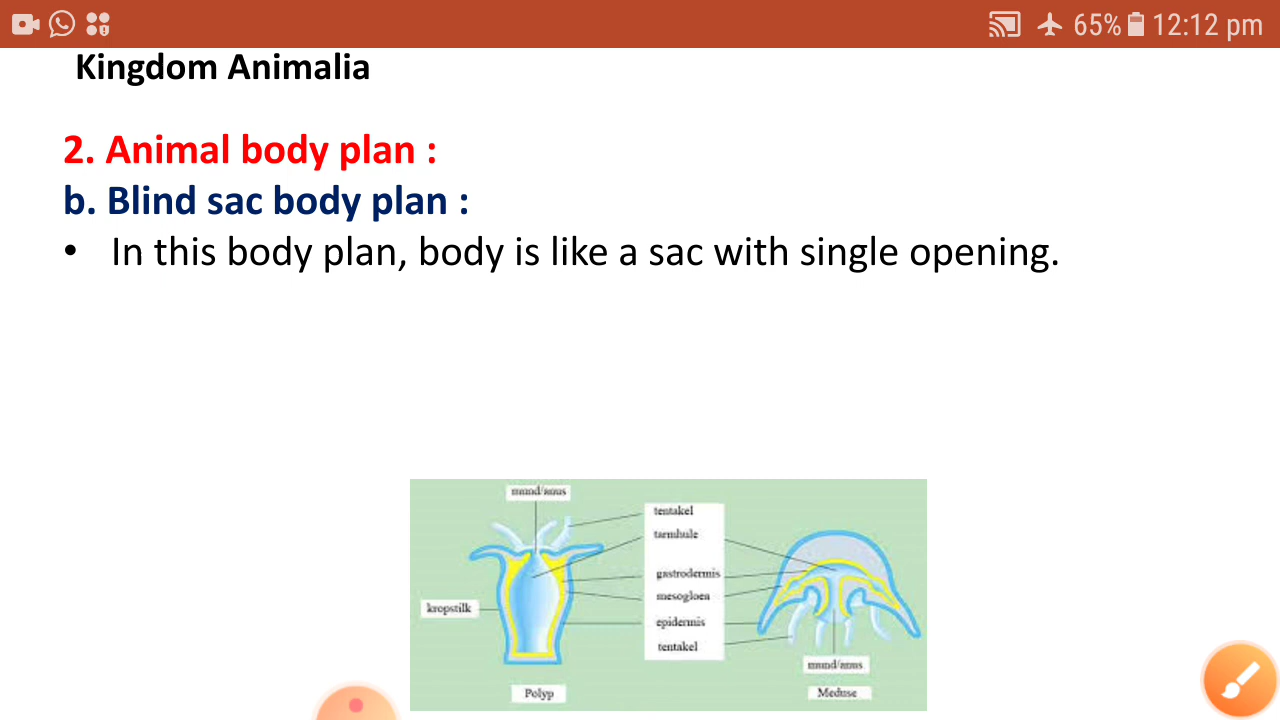 65% 12:12 pm
Kingdom Animalia
2. Animal body plan :
b. Blind sac body plan :
• In this body plan, body is like a sac with single opening.
mund/anus
tentakel
tarmhule
gastrodermis
mesogloea
kropstilk
epidermis
tentakel
mund/anus
Polyp
Meduse